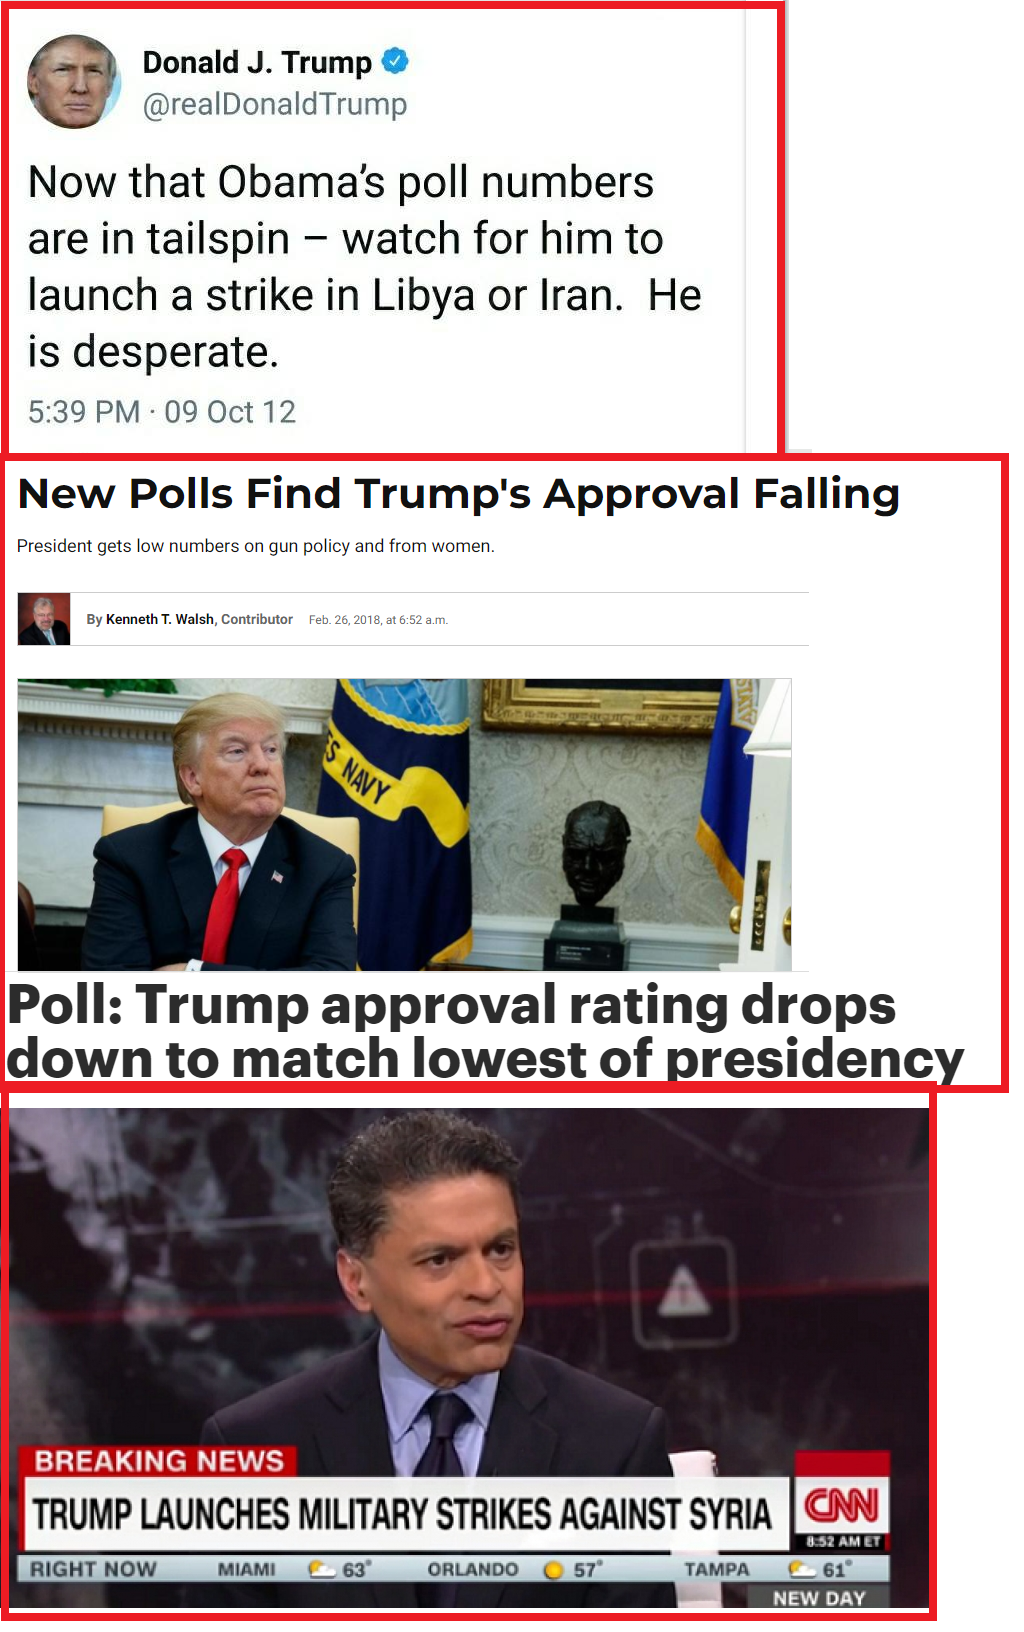 Donald J. Trump
@realDonaldTrump
Now that Obama's poll numbers
are in tailspin – watch for him to
launch a strike in Libya or Iran.  He
is desperate.
5:39 PM · 09 Oct 12
New Polls Find Trump's Approval Falling
President gets low numbers on gun policy and from women.
By Kenneth T. Walsh, Contributor Feb. 26, 2018, at 6:52 a.m.
S NAVY
Poll: Trump approval rating drops
down to match lowest of presidency
BREAKING NEWS
TRUMP LAUNCHES MILITARY STRIKES AGAINST SYRIA
CNN
8:52 AM ET
RIGHT NOW MIAMI 63° ORLANDO 57° TAMPA 61°
NEW DAY